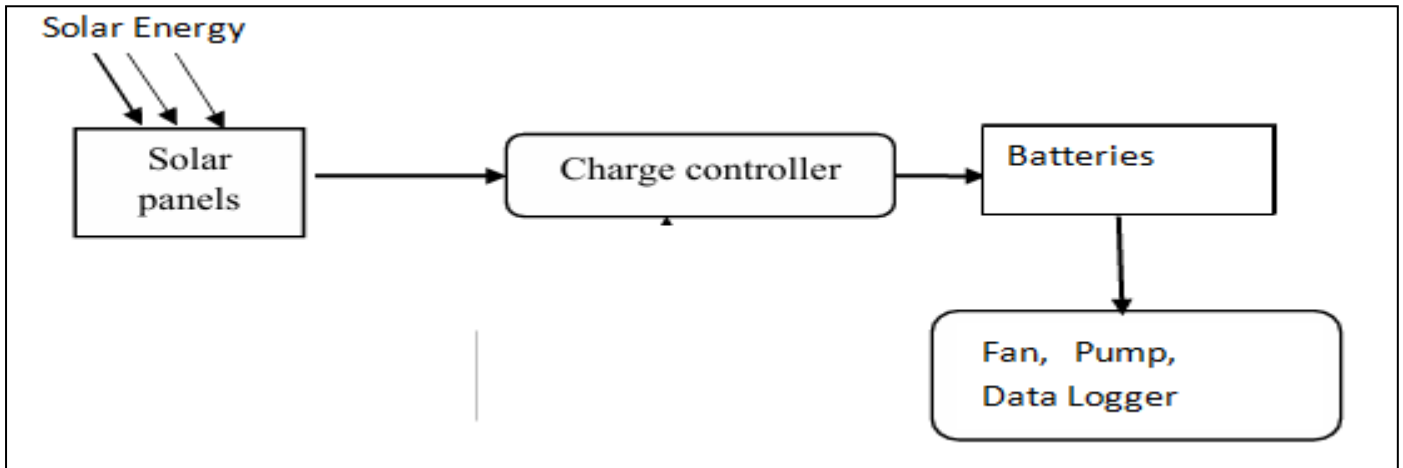 Solar Energy
Solar
panels
Charge controller
Batteries
Fan, Pump,
Data Logger